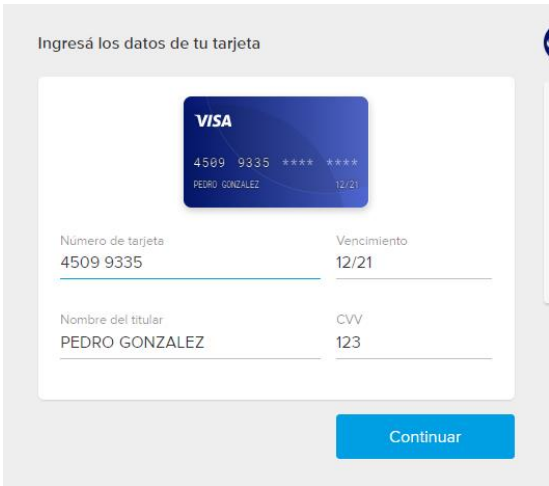 Ingresá los datos de tu tarjeta
VISA
4509 9335 **** ****
PEDRO GONZALEZ 12/21
Número de tarjeta Vencimiento
4509 9335 12/21
Nombre del titular CVV
PEDRO GONZALEZ 123
Continuar